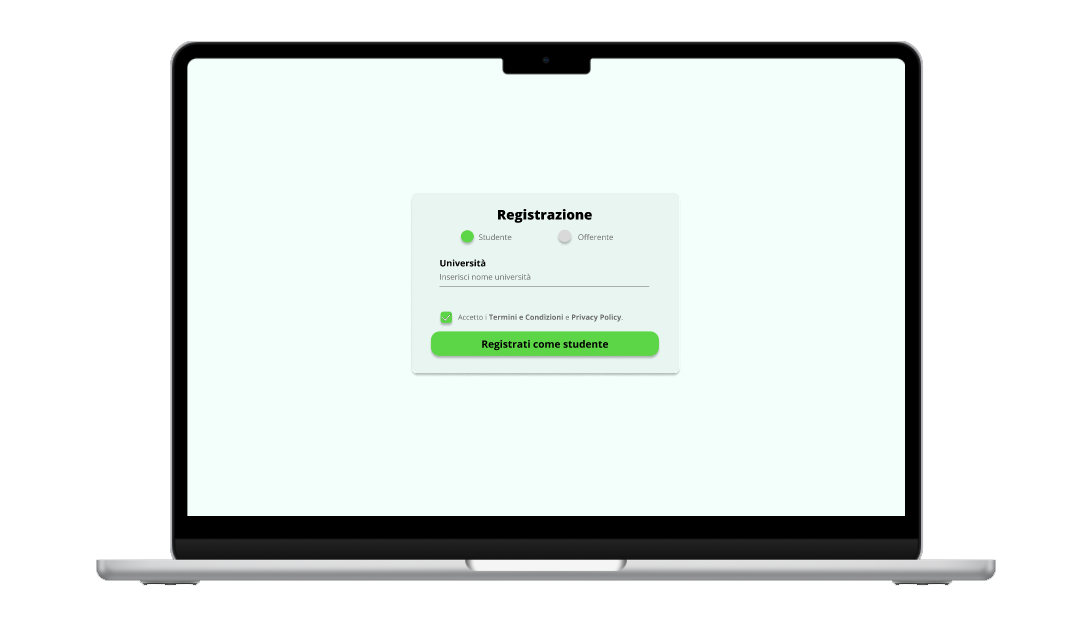 Registrazione
Studente Offerente
Università
Inserisci nome università
Accetto i Termini e Condizioni e Privacy Policy.
Registrati come studente